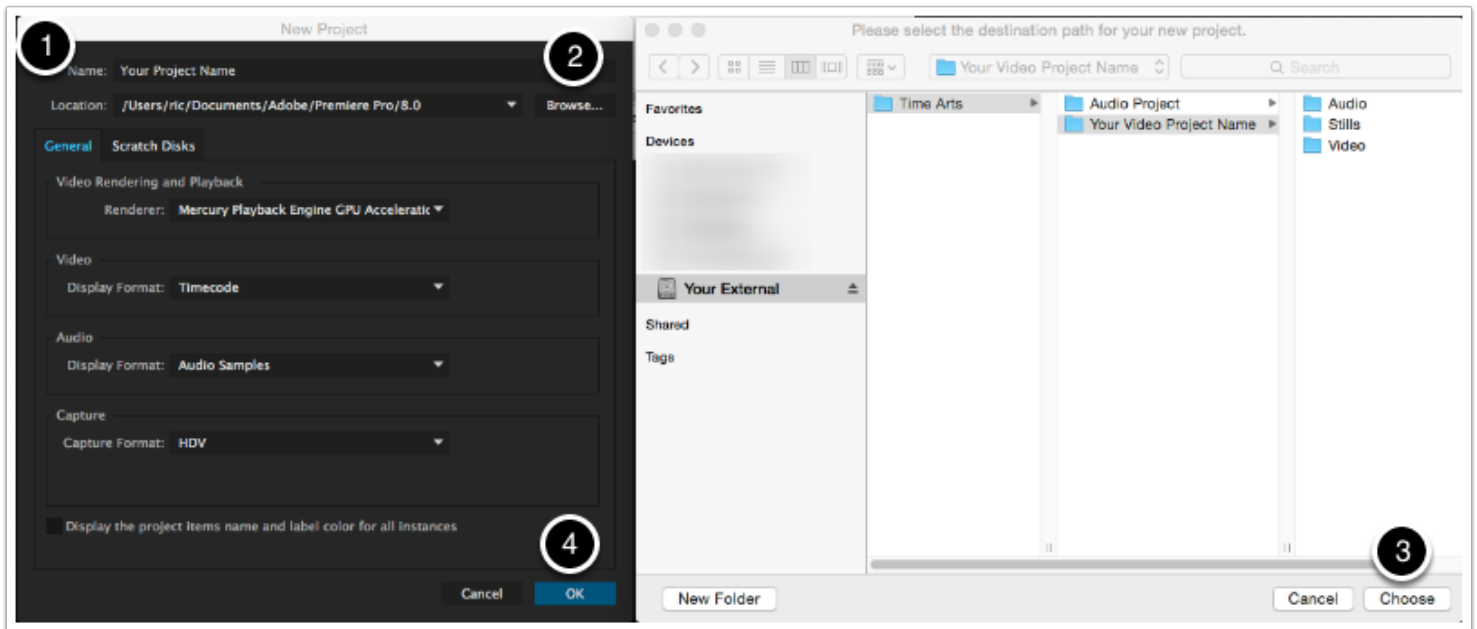 1
New Project
2
Name: Your Project Name
Location: /Users/ric/Documents/Adobe/Premiere Pro/8.0 Browse...
General Scratch Disks
Video Rendering and Playback
Renderer: Mercury Playback Engine GPU Acceleratic
Video
Display Format: Timecode
Audio
Display Format: Audio Samples
Capture
Capture Format: HDV
Display the project items name and label color for all instances
4
Cancel OK
Please select the destination path for your new project.
Your Video Project Name Search
Favorites
Devices
Your External
Shared
Tags
Time Arts
Audio Project
Your Video Project Name
Audio
Stills
Video
3
New Folder Cancel Choose